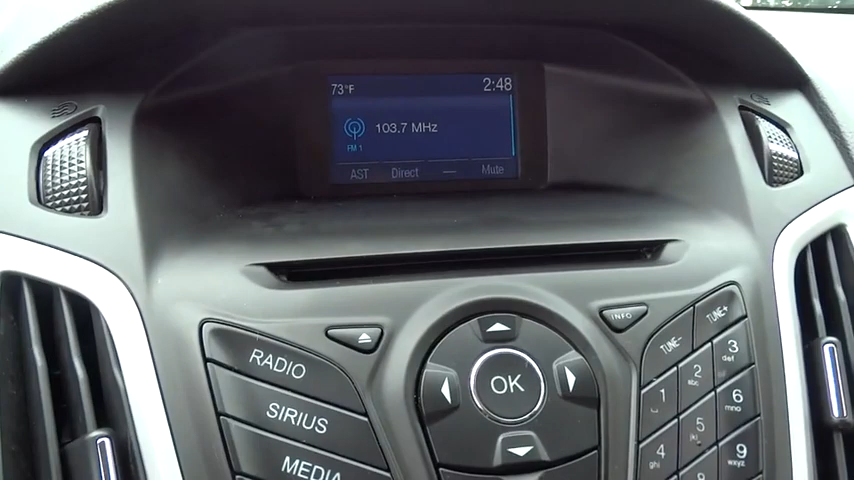 73°F 2:48
103.7 MHz
FM 1
AST Direct — Mute
INFO
TUNE- TUNE+
RADIO
SIRIUS
MEDIA
OK
1 2 abc 3 def
4 ghi 5 jkl 6 mno
8 9 wxyz